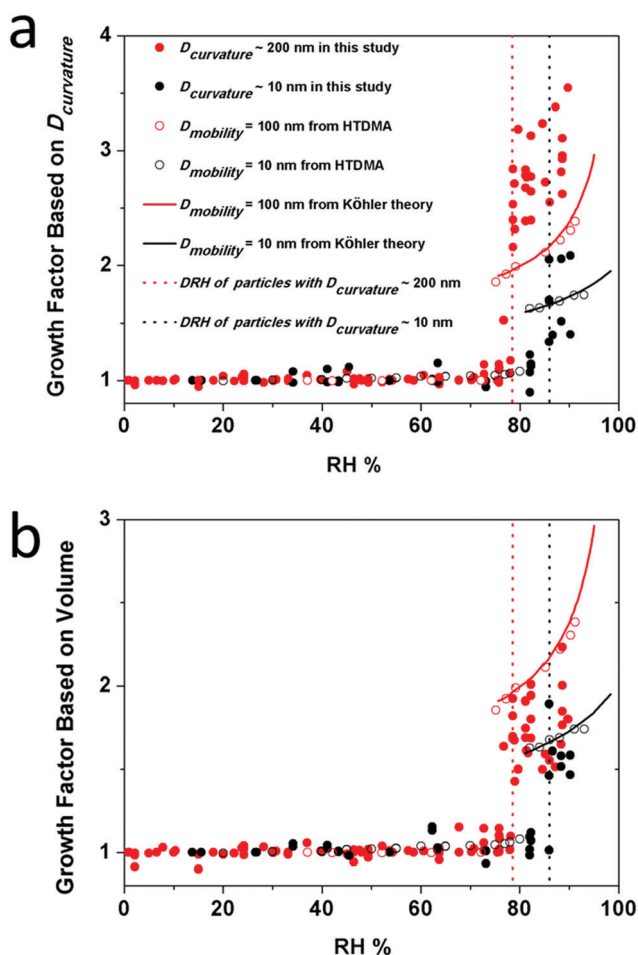 a
Growth Factor Based on D_curvature
4
3
2
1
D_curvature ~ 200 nm in this study
D_curvature ~ 10 nm in this study
D_mobility = 100 nm from HTDMA
D_mobility = 10 nm from HTDMA
D_mobility = 100 nm from Köhler theory
D_mobility = 10 nm from Köhler theory
DRH of particles with D_curvature ~ 200 nm
DRH of particles with D_curvature ~ 10 nm
0 20 40 60 80 100
RH %
b
Growth Factor Based on Volume
3
2
1
0 20 40 60 80 100
RH %